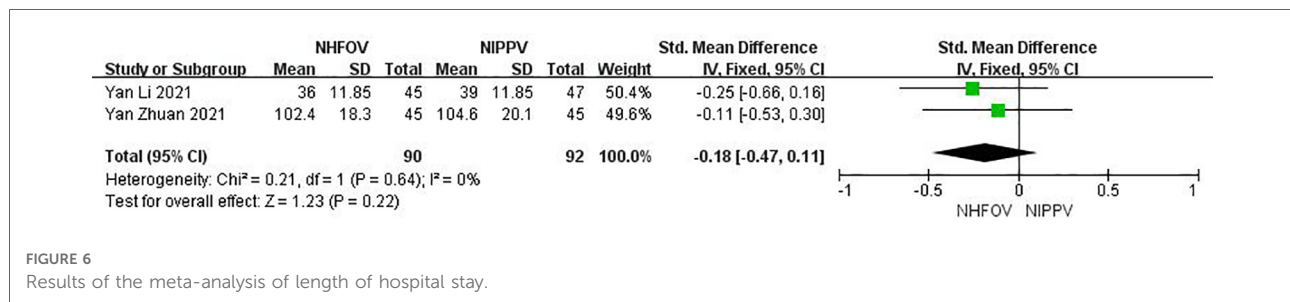 NHFOV NIPPV Std. Mean Difference Std. Mean Difference
Study or Subgroup Mean SD Total Mean SD Total Weight IV, Fixed, 95% CI IV, Fixed, 95% CI
Yan Li 2021 36 11.85 45 39 11.85 47 50.4% -0.25 [-0.66, 0.16]
Yan Zhuan 2021 102.4 18.3 45 104.6 20.1 45 49.6% -0.11 [-0.53, 0.30]
Total (95% CI) 90 92 100.0% -0.18 [-0.47, 0.11]
Heterogeneity: Chi² = 0.21, df = 1 (P = 0.64); I² = 0%
Test for overall effect: Z = 1.23 (P = 0.22)
-1 -0.5 0 0.5 1
NHFOV NIPPV
FIGURE 6
Results of the meta-analysis of length of hospital stay.